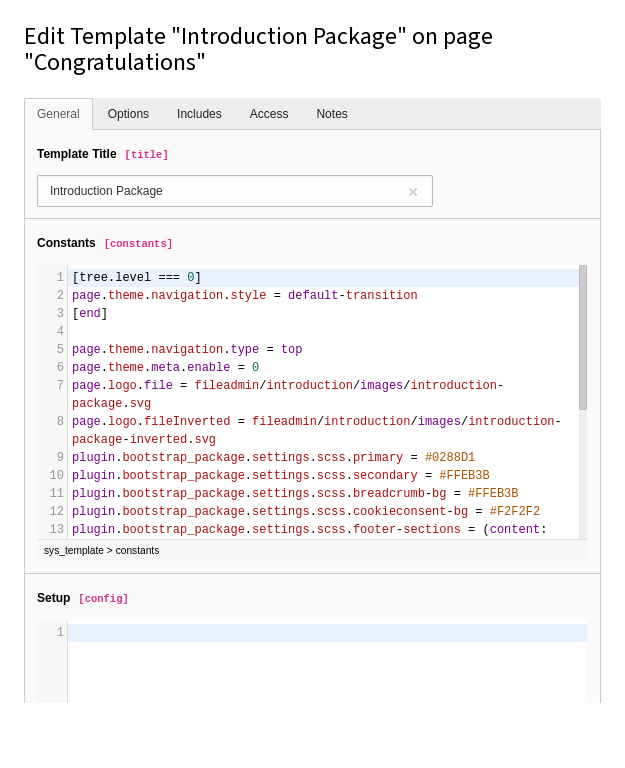 Edit Template "Introduction Package" on page
"Congratulations"
General Options Includes Access Notes
Template Title [title]
Introduction Package
Constants [constants]
1 [tree.level === 0]
2 page.theme.navigation.style = default-transition
3 [end]
4
5 page.theme.navigation.type = top
6 page.theme.meta.enable = 0
7 page.logo.file = fileadmin/introduction/images/introduction-
package.svg
8 page.logo.fileInverted = fileadmin/introduction/images/introduction-
package-inverted.svg
9 plugin.bootstrap_package.settings.scss.primary = #0288D1
10 plugin.bootstrap_package.settings.scss.secondary = #FFEB3B
11 plugin.bootstrap_package.settings.scss.breadcrumb-bg = #FFEB3B
12 plugin.bootstrap_package.settings.scss.cookieconsent-bg = #F2F2F2
13 plugin.bootstrap_package.settings.scss.footer-sections = (content:
sys_template > constants
Setup [config]
1